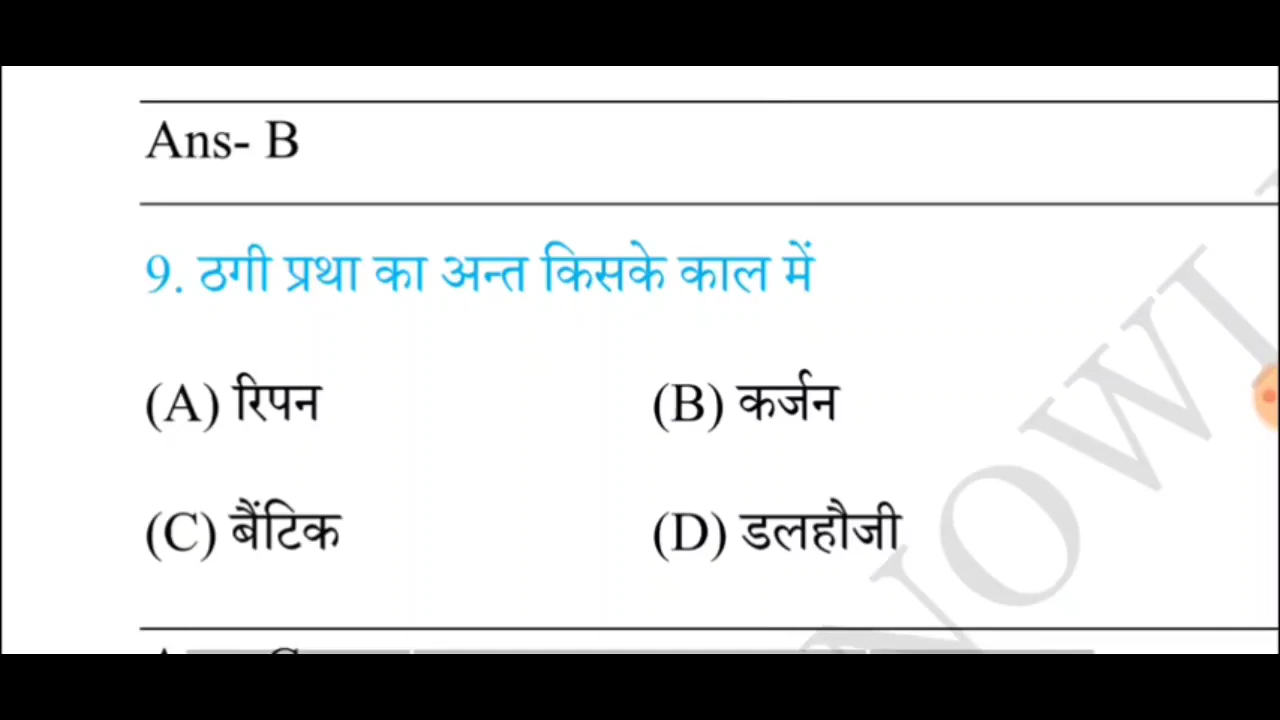 Ans- B
9. ठगी प्रथा का अन्त किसके काल में
(A) रिपन (B) कर्जन
(C) बैंटिक (D) डलहौजी